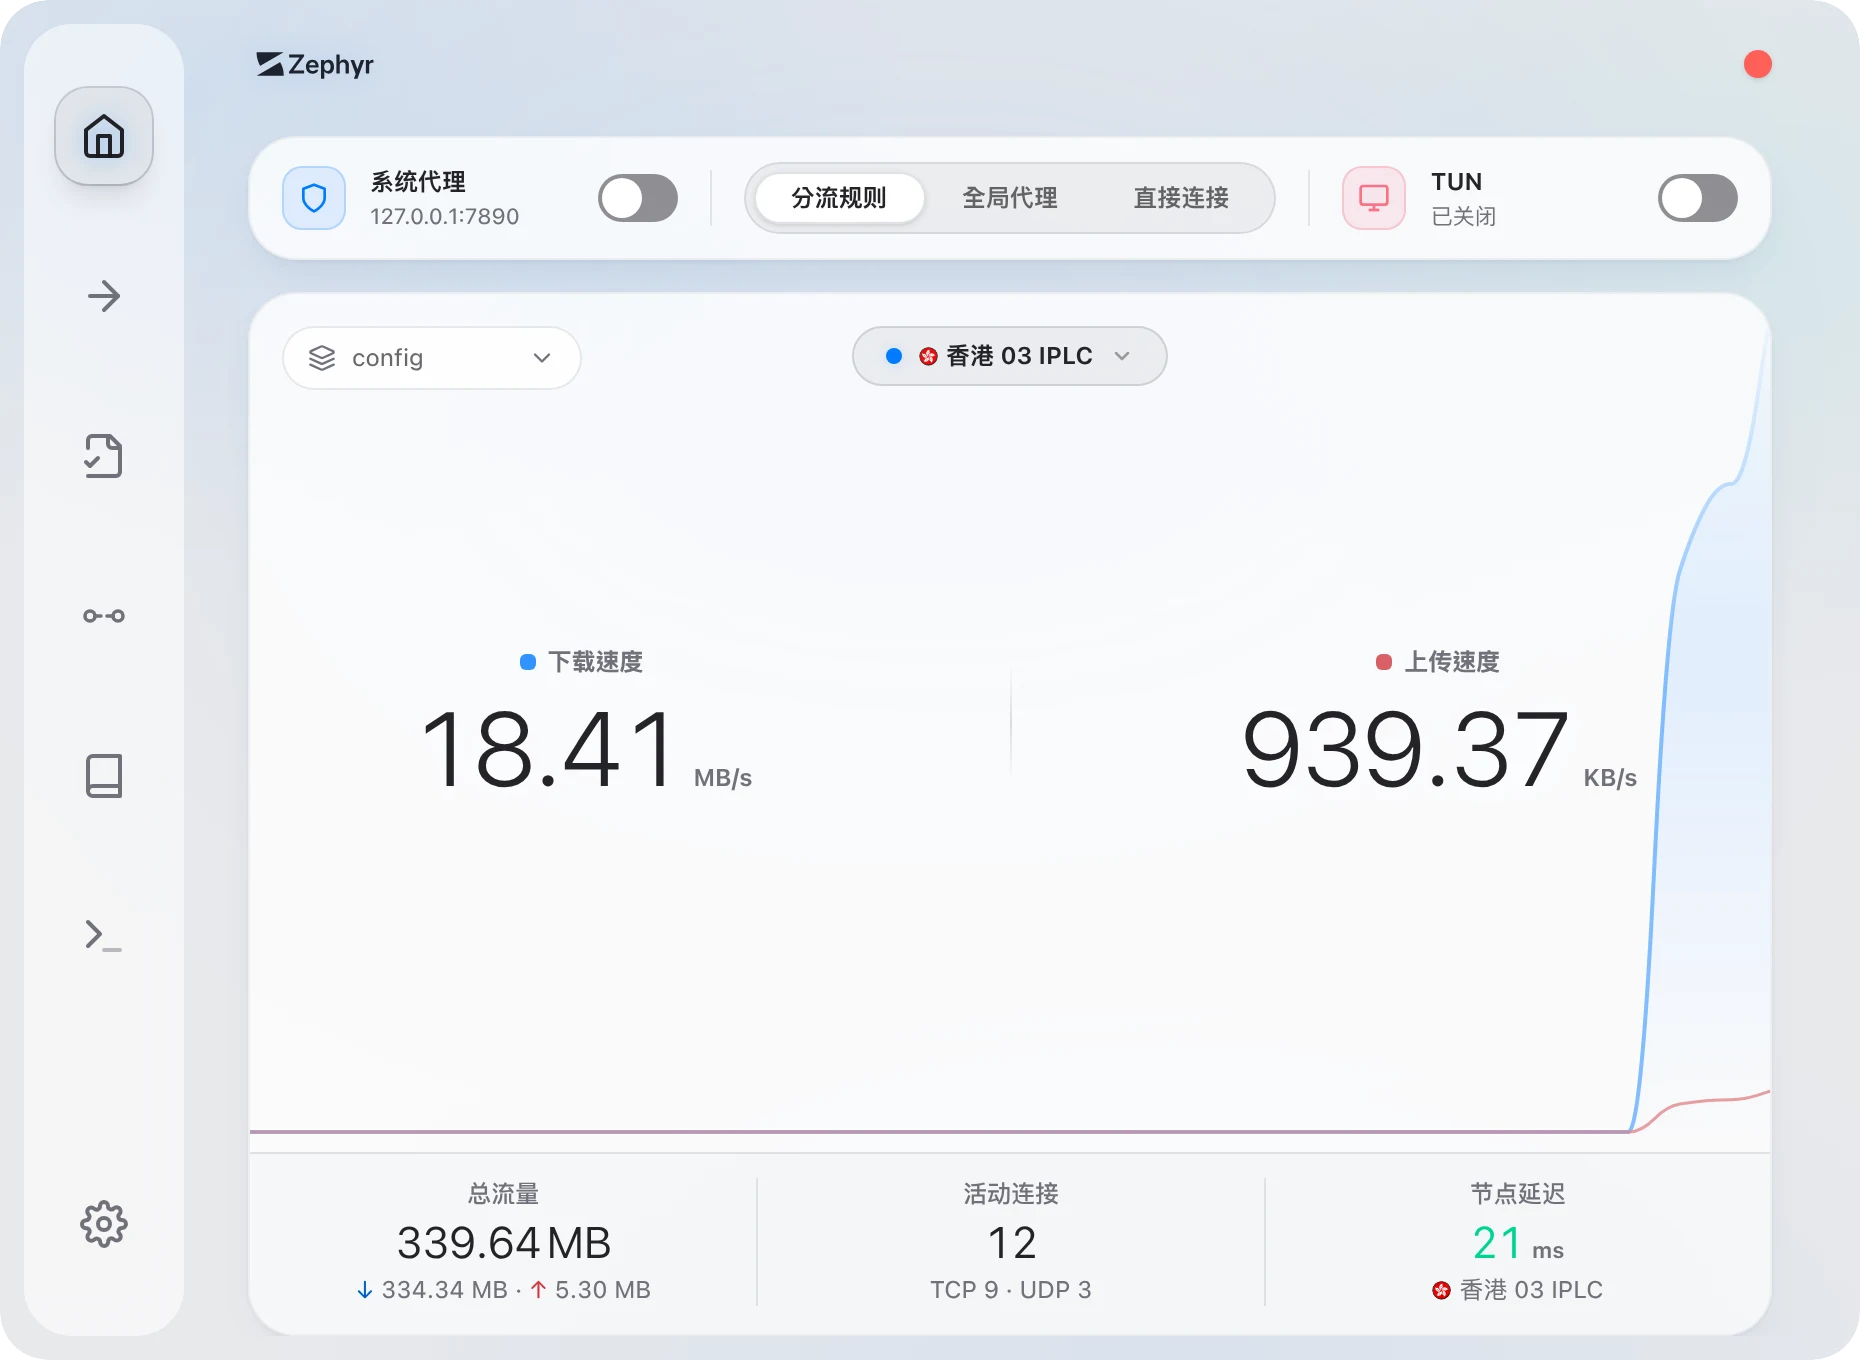 Zephyr
系统代理
127.0.0.1:7890
分流规则
全局代理
直接连接
TUN
已关闭
config
香港 03 IPLC
下载速度
18.41 MB/s
上传速度
939.37 KB/s
总流量
339.64 MB
↓ 334.34 MB · ↑ 5.30 MB
活动连接
12
TCP 9 · UDP 3
节点延迟
21 ms
香港 03 IPLC